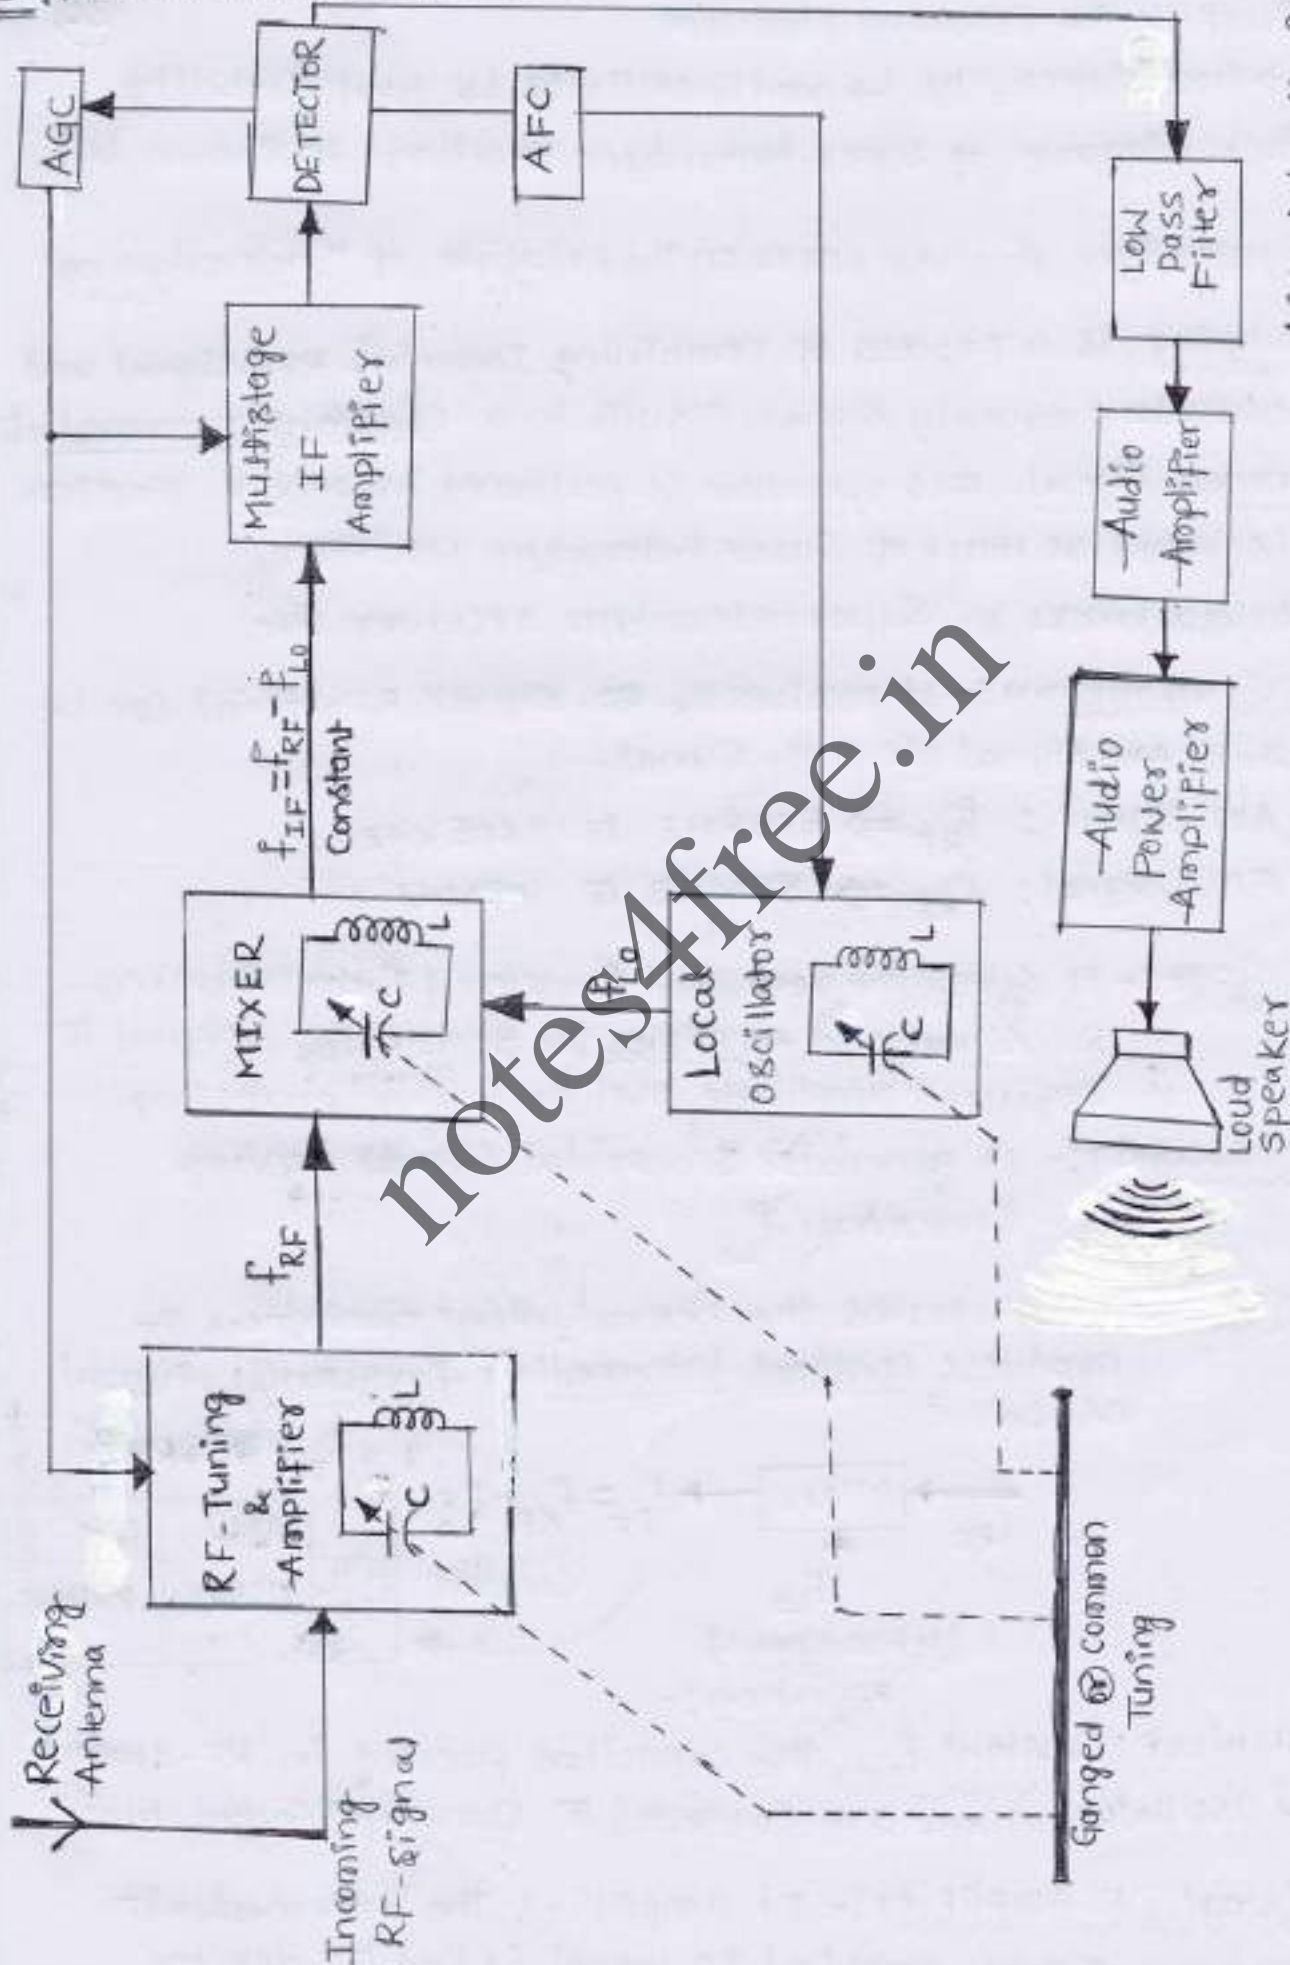 Receiving
Antenna
Incoming
RF-signal
RF-Tuning
&
Amplifier
C
L
f_RF
MIXER
C
L
f_IF = f_RF - f_LO
Constant
Multistage
IF
Amplifier
DETECTOR
AGC
AFC
f_LO
Local
Oscillator
C
L
Ganged or common
Tuning
Loud
Speaker
Audio
Power
Amplifier
Audio
Amplifier
Low
Pass
Filter
notes4free.in